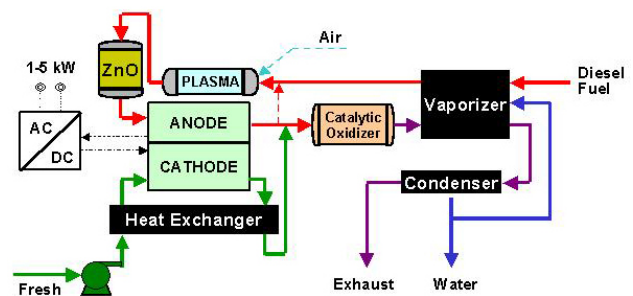 Air
1-5 kW
ZnO
PLASMA
Diesel
Fuel
Vaporizer
AC
DC
ANODE
Catalytic
Oxidizer
CATHODE
Condenser
Heat Exchanger
Fresh
Exhaust
Water